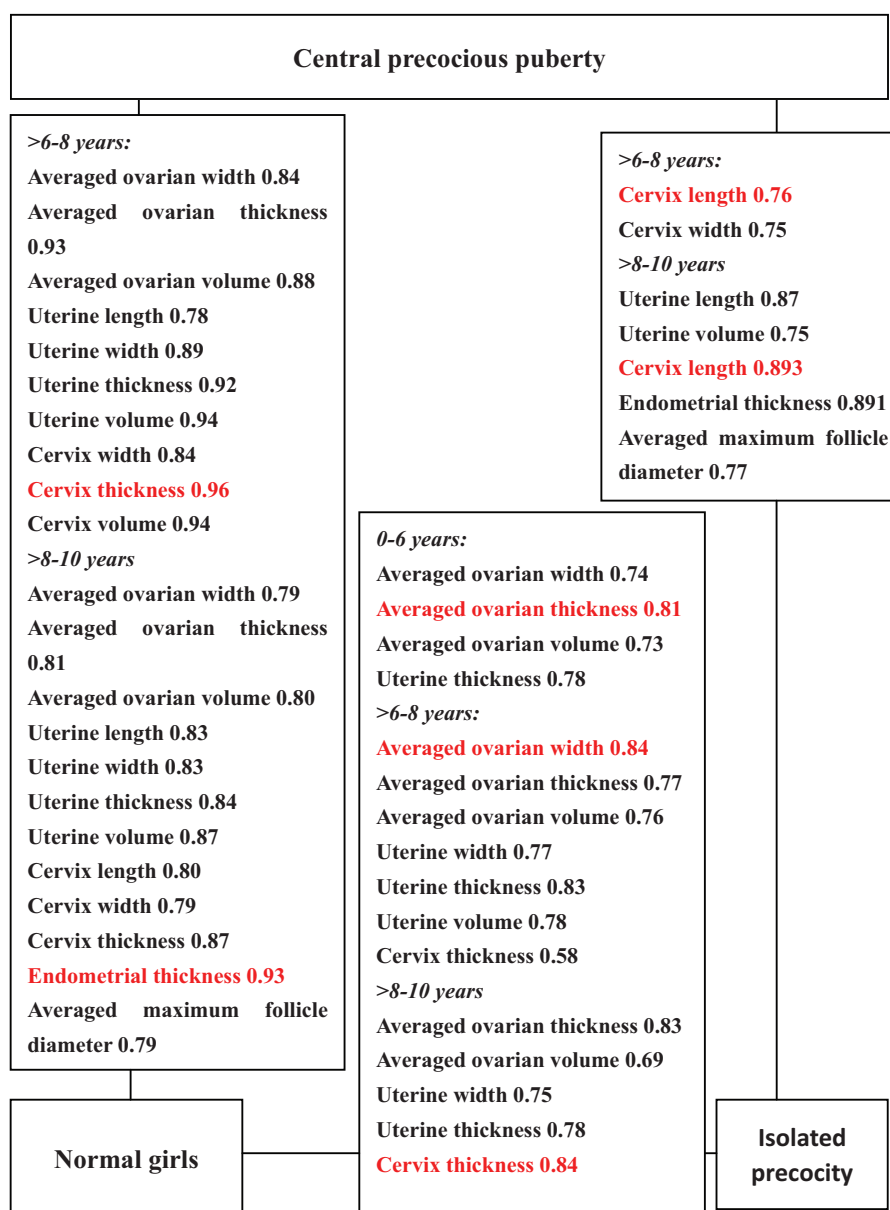 Central precocious puberty
>6-8 years:
Averaged ovarian width 0.84
Averaged ovarian thickness
0.93
Averaged ovarian volume 0.88
Uterine length 0.78
Uterine width 0.89
Uterine thickness 0.92
Uterine volume 0.94
Cervix width 0.84
Cervix thickness 0.96
Cervix volume 0.94
>8-10 years
Averaged ovarian width 0.79
Averaged ovarian thickness
0.81
Averaged ovarian volume 0.80
Uterine length 0.83
Uterine width 0.83
Uterine thickness 0.84
Uterine volume 0.87
Cervix length 0.80
Cervix width 0.79
Cervix thickness 0.87
Endometrial thickness 0.93
Averaged maximum follicle
diameter 0.79
>6-8 years:
Cervix length 0.76
Cervix width 0.75
>8-10 years
Uterine length 0.87
Uterine volume 0.75
Cervix length 0.893
Endometrial thickness 0.891
Averaged maximum follicle
diameter 0.77
0-6 years:
Averaged ovarian width 0.74
Averaged ovarian thickness 0.81
Averaged ovarian volume 0.73
Uterine thickness 0.78
>6-8 years:
Averaged ovarian width 0.84
Averaged ovarian thickness 0.77
Averaged ovarian volume 0.76
Uterine width 0.77
Uterine thickness 0.83
Uterine volume 0.78
Cervix thickness 0.58
>8-10 years
Averaged ovarian thickness 0.83
Averaged ovarian volume 0.69
Uterine width 0.75
Uterine thickness 0.78
Cervix thickness 0.84
Normal girls
Isolated
precocity